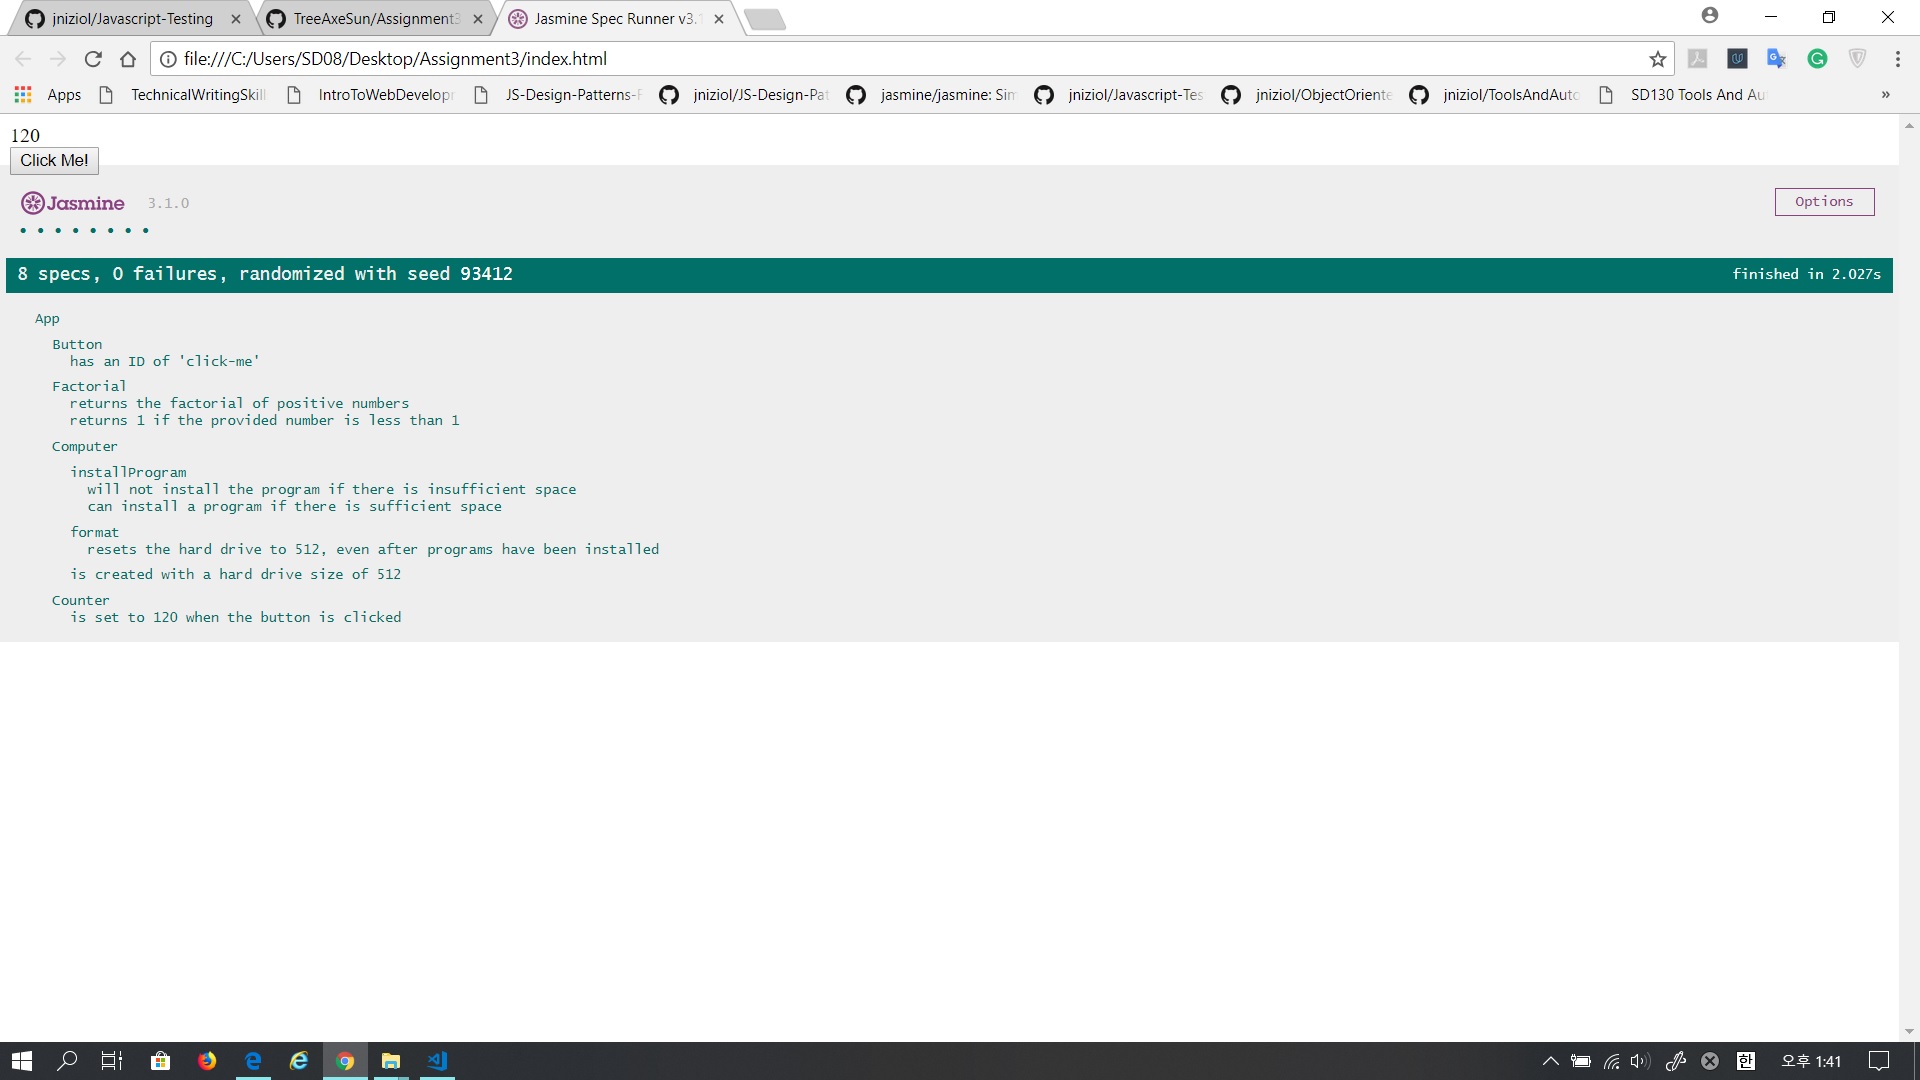 jniziol/Javascript-Testing
TreeAxeSun/Assignment3
Jasmine Spec Runner v3.1
file:///C:/Users/SD08/Desktop/Assignment3/index.html
Apps
TechnicalWritingSkill
IntroToWebDevelopr
JS-Design-Patterns-F
jniziol/JS-Design-Pat
jasmine/jasmine: Sim
jniziol/Javascript-Tes
jniziol/ObjectOriente
jniziol/ToolsAndAuto
SD130 Tools And Au
»
120
Click Me!
Jasmine 3.1.0
Options
• • • • • • • •
8 specs, 0 failures, randomized with seed 93412
finished in 2.027s
App
Button
has an ID of 'click-me'
Factorial
returns the factorial of positive numbers
returns 1 if the provided number is less than 1
Computer
installProgram
will not install the program if there is insufficient space
can install a program if there is sufficient space
format
resets the hard drive to 512, even after programs have been installed
is created with a hard drive size of 512
Counter
is set to 120 when the button is clicked
한
오후 1:41